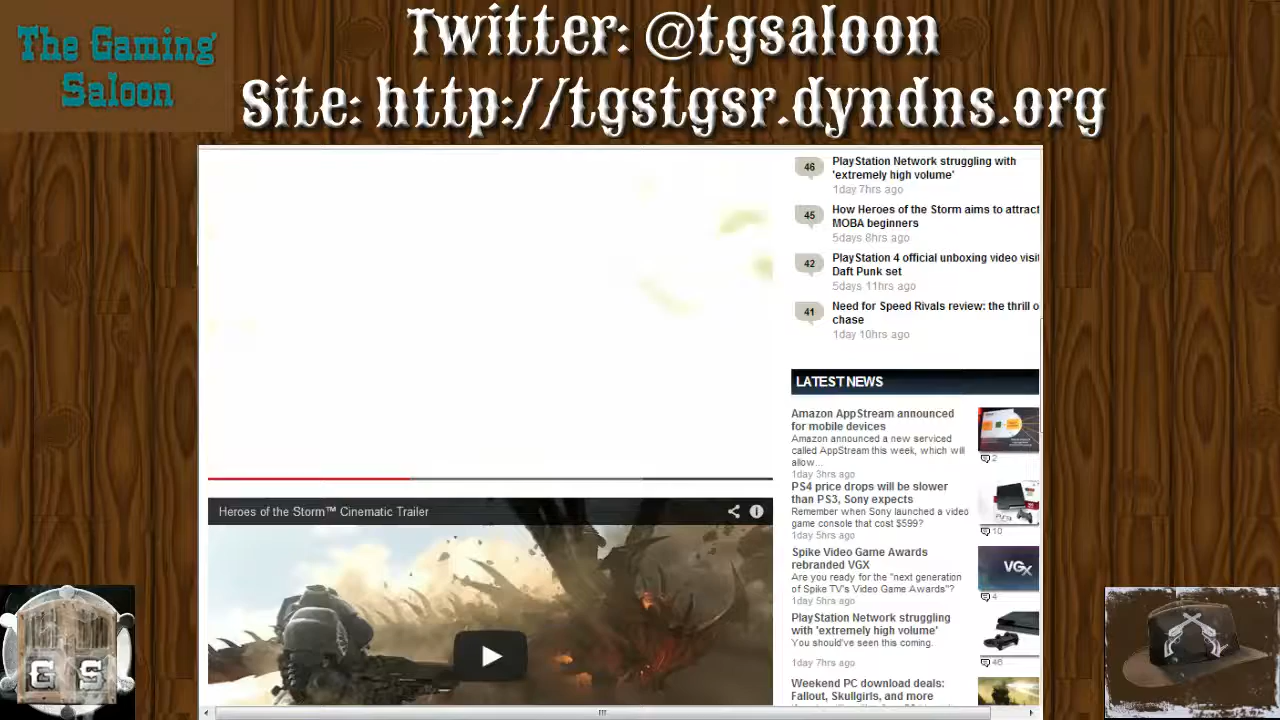 The Gaming
Saloon
Twitter: @tgsaloon
Site: http://tgstgsr.dyndns.org
46
PlayStation Network struggling with
'extremely high volume'
1day 7hrs ago
45
How Heroes of the Storm aims to attract
MOBA beginners
5days 8hrs ago
42
PlayStation 4 official unboxing video visit
Daft Punk set
5days 11hrs ago
41
Need for Speed Rivals review: the thrill o
chase
1day 10hrs ago
LATEST NEWS
Amazon AppStream announced
for mobile devices
Amazon announced a new serviced
called AppStream this week, which will
allow...
1day 3hrs ago
2
PS4 price drops will be slower
than PS3, Sony expects
Remember when Sony launched a video
game console that cost $599?
1day 5hrs ago
10
Spike Video Game Awards
rebranded VGX
Are you ready for the "next generation
of Spike TV's Video Game Awards"?
1day 5hrs ago
VGX
4
PlayStation Network struggling
with 'extremely high volume'
You should've seen this coming.
1day 7hrs ago
46
Weekend PC download deals:
Fallout, Skullgirls, and more
Heroes of the Storm™ Cinematic Trailer
G S